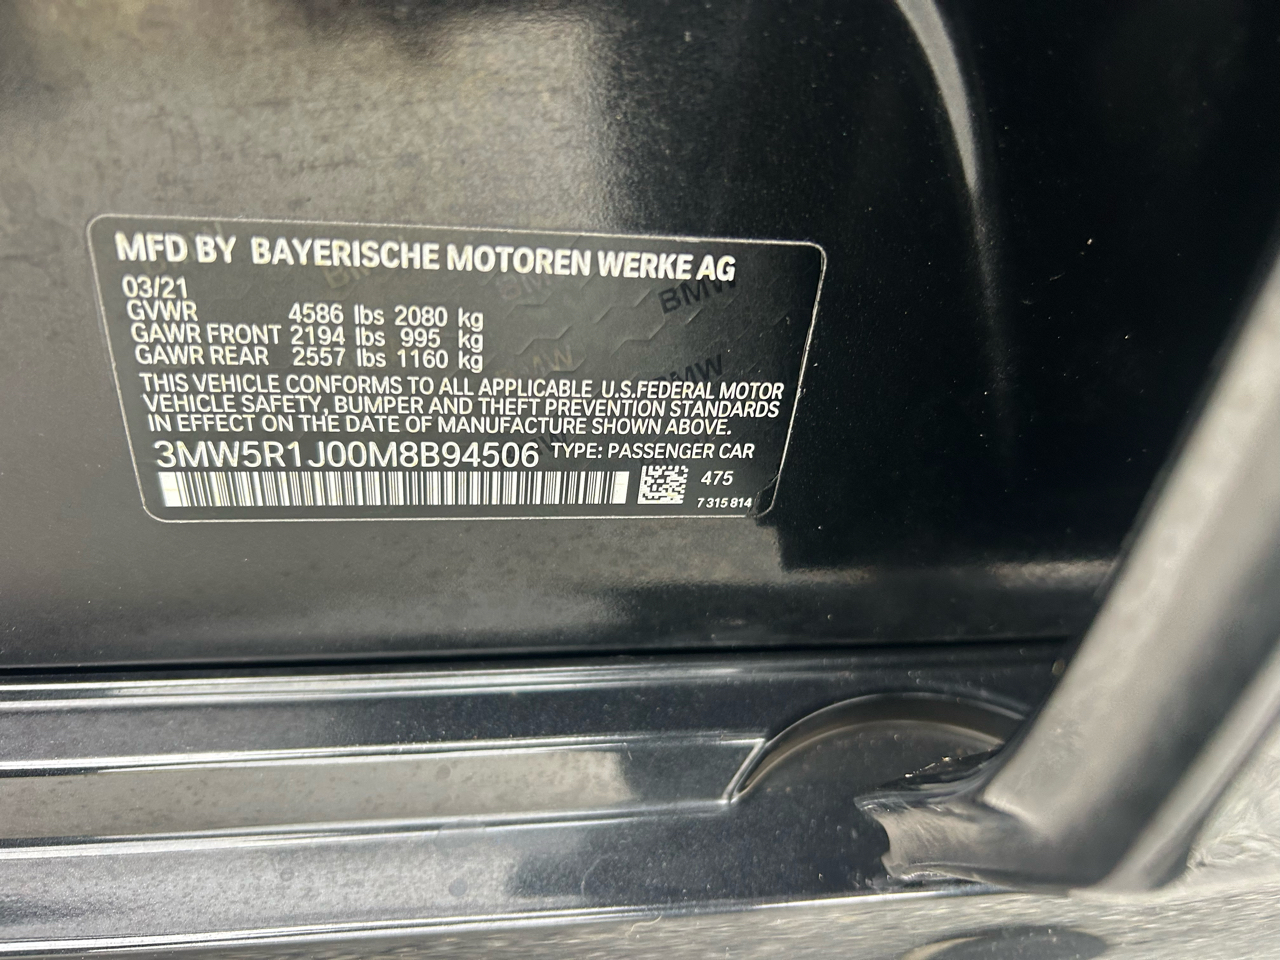 MFD BY BAYERISCHE MOTOREN WERKE AG
03/21
GVWR 4586 lbs 2080 kg
GAWR FRONT 2194 lbs 995 kg
GAWR REAR 2557 lbs 1160 kg
THIS VEHICLE CONFORMS TO ALL APPLICABLE U.S.FEDERAL MOTOR
VEHICLE SAFETY, BUMPER AND THEFT PREVENTION STANDARDS
IN EFFECT ON THE DATE OF MANUFACTURE SHOWN ABOVE.
3MW5R1J00M8B94506 TYPE: PASSENGER CAR
475
7 315 814